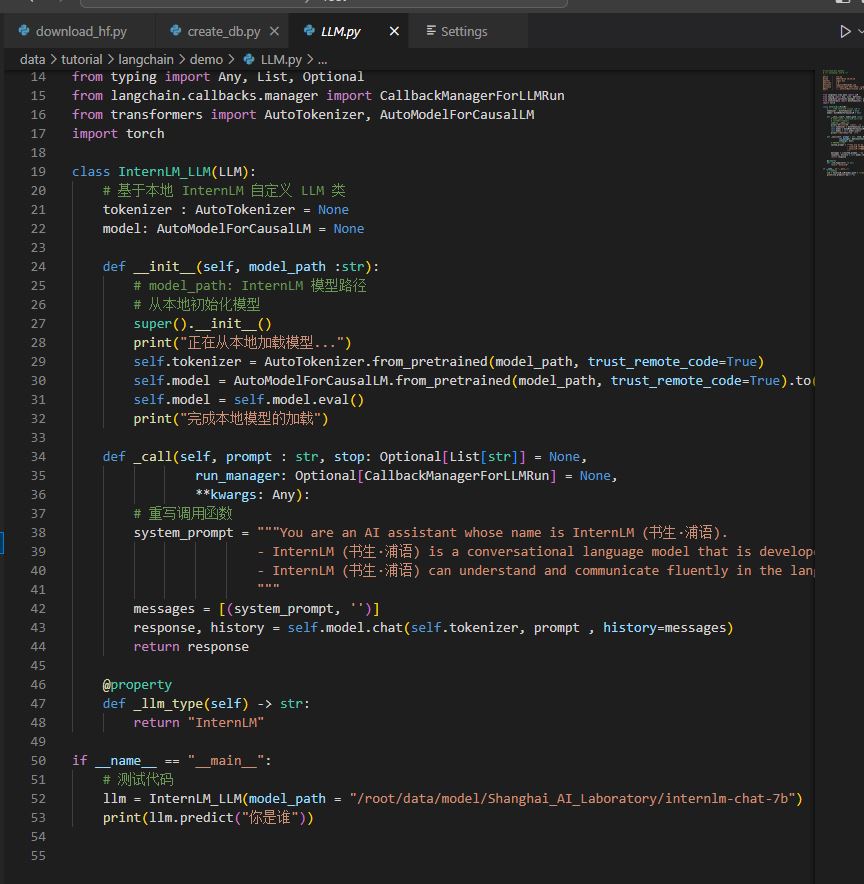 download_hf.py
create_db.py ×
LLM.py ×
Settings
data > tutorial > langchain > demo > LLM.py > ...
14 from typing import Any, List, Optional
15 from langchain.callbacks.manager import CallbackManagerForLLMRun
16 from transformers import AutoTokenizer, AutoModelForCausalLM
17 import torch
18
19 class InternLM_LLM(LLM):
20     # 基于本地 InternLM 自定义 LLM 类
21     tokenizer : AutoTokenizer = None
22     model: AutoModelForCausalLM = None
23
24     def __init__(self, model_path :str):
25         # model_path: InternLM 模型路径
26         # 从本地初始化模型
27         super().__init__()
28         print("正在从本地加载模型...")
29         self.tokenizer = AutoTokenizer.from_pretrained(model_path, trust_remote_code=True)
30         self.model = AutoModelForCausalLM.from_pretrained(model_path, trust_remote_code=True).to(
31         self.model = self.model.eval()
32         print("完成本地模型的加载")
33
34     def _call(self, prompt : str, stop: Optional[List[str]] = None,
35                 run_manager: Optional[CallbackManagerForLLMRun] = None,
36                 **kwargs: Any):
37         # 重写调用函数
38         system_prompt = """You are an AI assistant whose name is InternLM (书生·浦语).
39                         - InternLM (书生·浦语) is a conversational language model that is develope
40                         - InternLM (书生·浦语) can understand and communicate fluently in the lan
41                         """
42         messages = [(system_prompt, '')]
43         response, history = self.model.chat(self.tokenizer, prompt , history=messages)
44         return response
45
46     @property
47     def _llm_type(self) -> str:
48         return "InternLM"
49
50 if __name__ == "__main__":
51     # 测试代码
52     llm = InternLM_LLM(model_path = "/root/data/model/Shanghai_AI_Laboratory/internlm-chat-7b")
53     print(llm.predict("你是谁"))
54
55